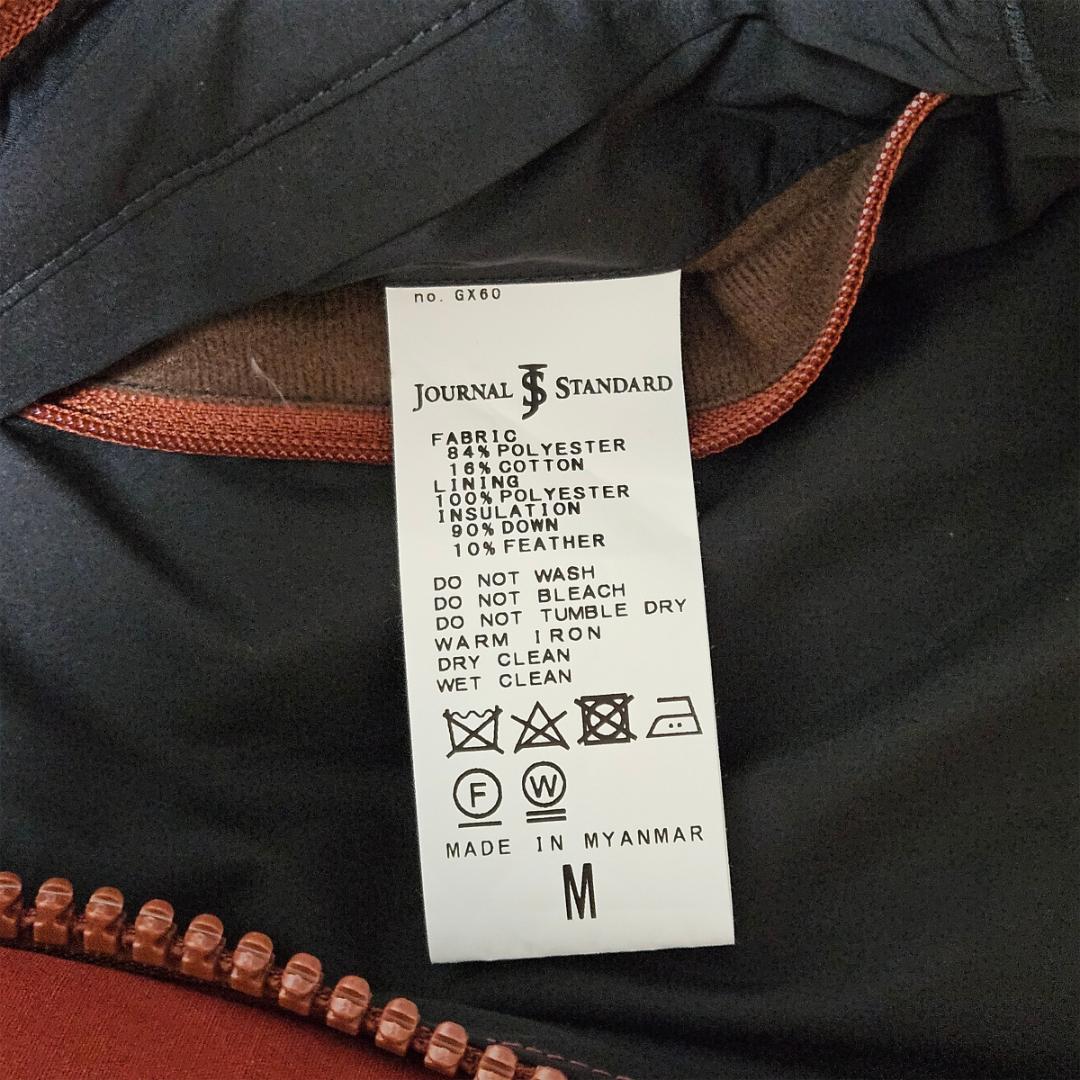 no. GX60
JOURNAL JS STANDARD
FABRIC
84% POLYESTER
16% COTTON
LINING
100% POLYESTER
INSULATION
90% DOWN
10% FEATHER
DO NOT WASH
DO NOT BLEACH
DO NOT TUMBLE DRY
WARM IRON
DRY CLEAN
WET CLEAN
F W
MADE IN MYANMAR
M